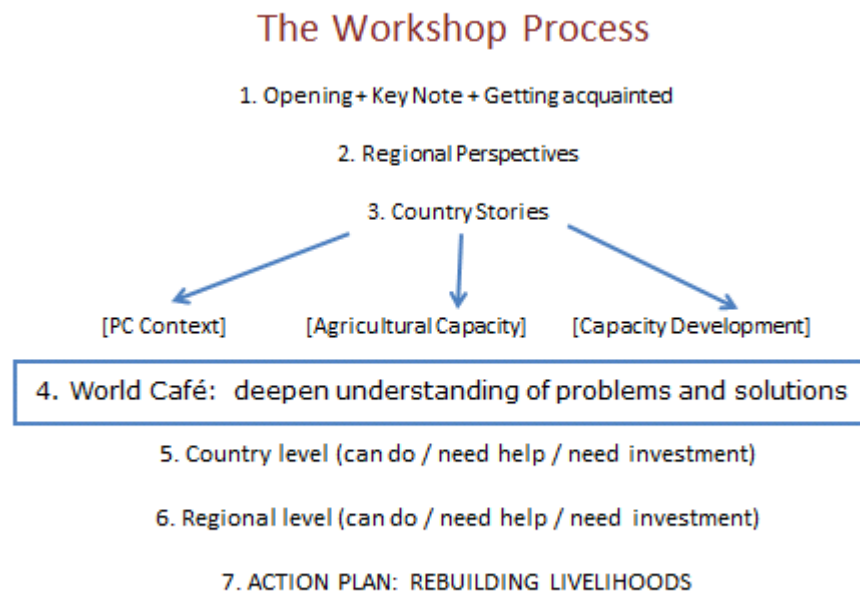 The Workshop Process
1. Opening + Key Note + Getting acquainted
2. Regional Perspectives
3. Country Stories
[PC Context] [Agricultural Capacity] [Capacity Development]
4. World Café: deepen understanding of problems and solutions
5. Country level (can do / need help / need investment)
6. Regional level (can do / need help / need investment)
7. ACTION PLAN: REBUILDING LIVELIHOODS